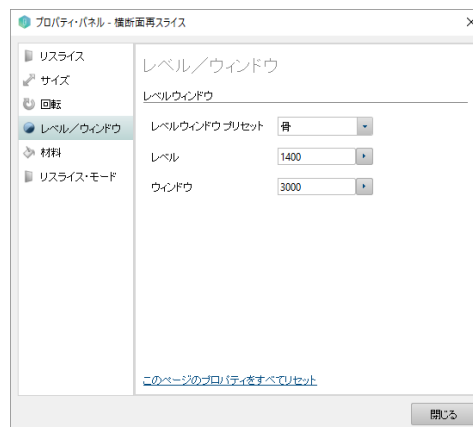 プロパティ・パネル - 横断面再スライス
リスライス
サイズ
回転
レベル／ウィンドウ
材料
リスライス・モード
レベル／ウィンドウ
レベルウィンドウ
レベルウィンドウ プリセット 骨
レベル 1400
ウィンドウ 3000
このページのプロパティをすべてリセット
閉じる